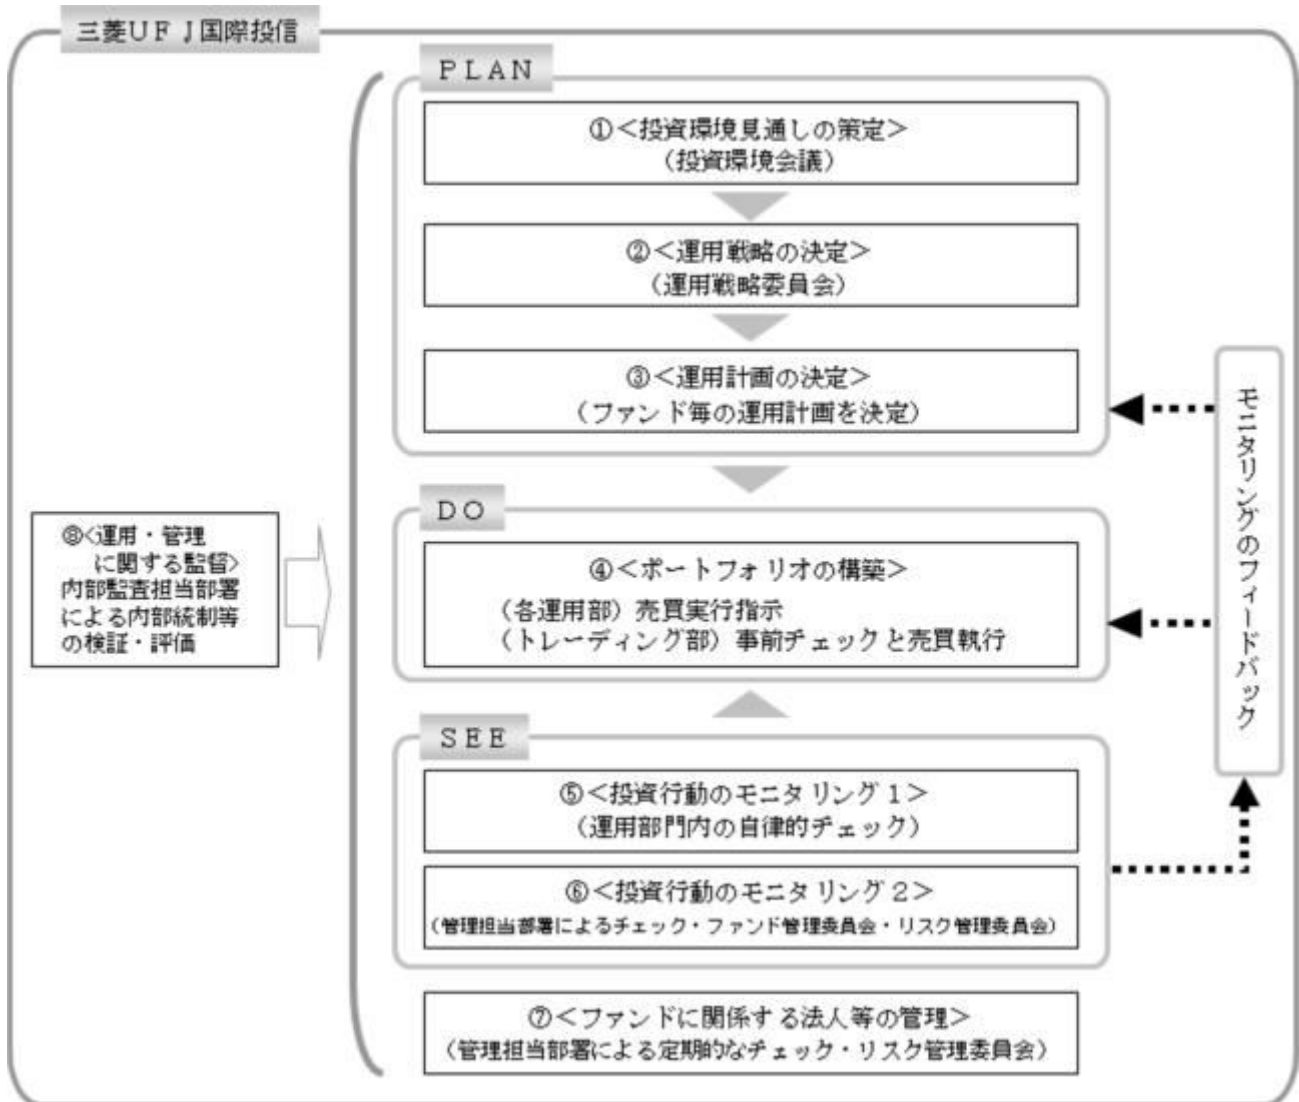 三菱UFJ国際投信
PLAN
①<投資環境見通しの策定>
(投資環境会議)
②<運用戦略の決定>
(運用戦略委員会)
③<運用計画の決定>
(ファンド毎の運用計画を決定)
DO
④<ポートフォリオの構築>
(各運用部)売買実行指示
(トレーディング部)事前チェックと売買執行
SEE
⑤<投資行動のモニタリング1>
(運用部門内の自律的チェック)
⑥<投資行動のモニタリング2>
(管理担当部署によるチェック・ファンド管理委員会・リスク管理委員会)
⑦<ファンドに関係する法人等の管理>
(管理担当部署による定期的なチェック・リスク管理委員会)
⑧<運用・管理
に関する監督>
内部監査担当部署
による内部統制等
の検証・評価
モニタリングのフィードバック